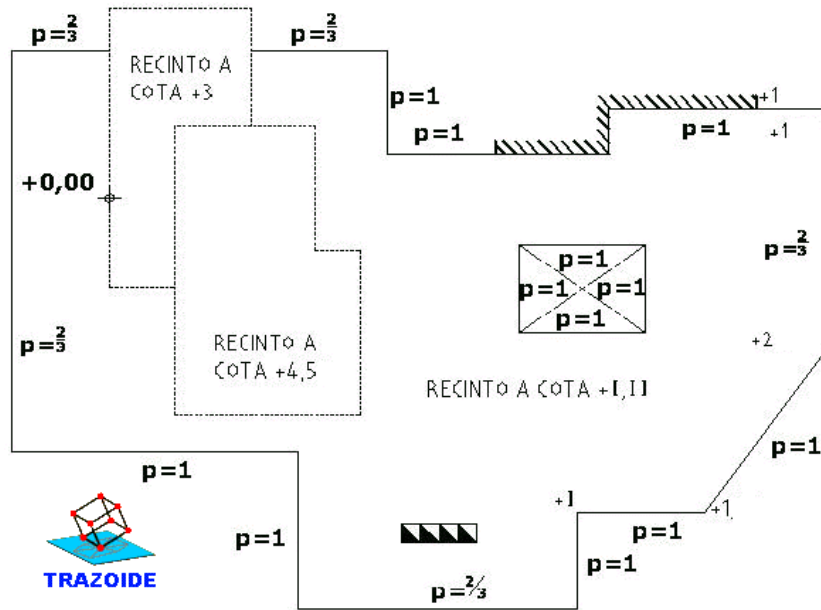 p=2/3
p=2/3
RECINTO A
COTA +3
p=1
p=1
+1
p=1
+1
+0,00
p=2/3
p=1
p=1
p=1
p=1
p=2/3
+2
RECINTO A
COTA +4,5
RECINTO A COTA
p=1
p=1
+1
p=1
p=1
p=1
TRAZOIDE
p=2/3